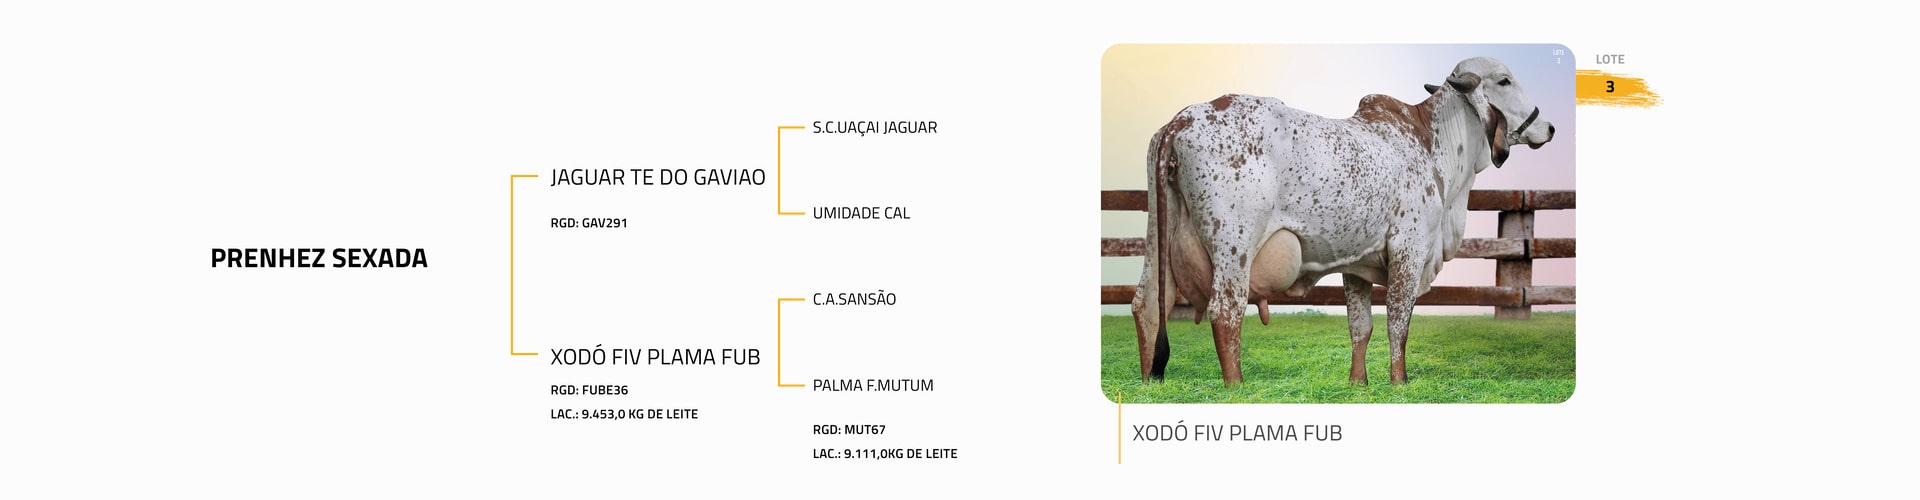 PRENHEZ SEXADA
JAGUAR TE DO GAVIAO
RGD: GAV291
XODÓ FIV PLAMA FUB
RGD: FUBE36
LAC.: 9.453,0 KG DE LEITE
S.C.UAÇAI JAGUAR
UMIDADE CAL
C.A.SANSÃO
PALMA F.MUTUM
RGD: MUT67
LAC.: 9.111,0KG DE LEITE
LOTE
3
LOTE
3
XODÓ FIV PLAMA FUB